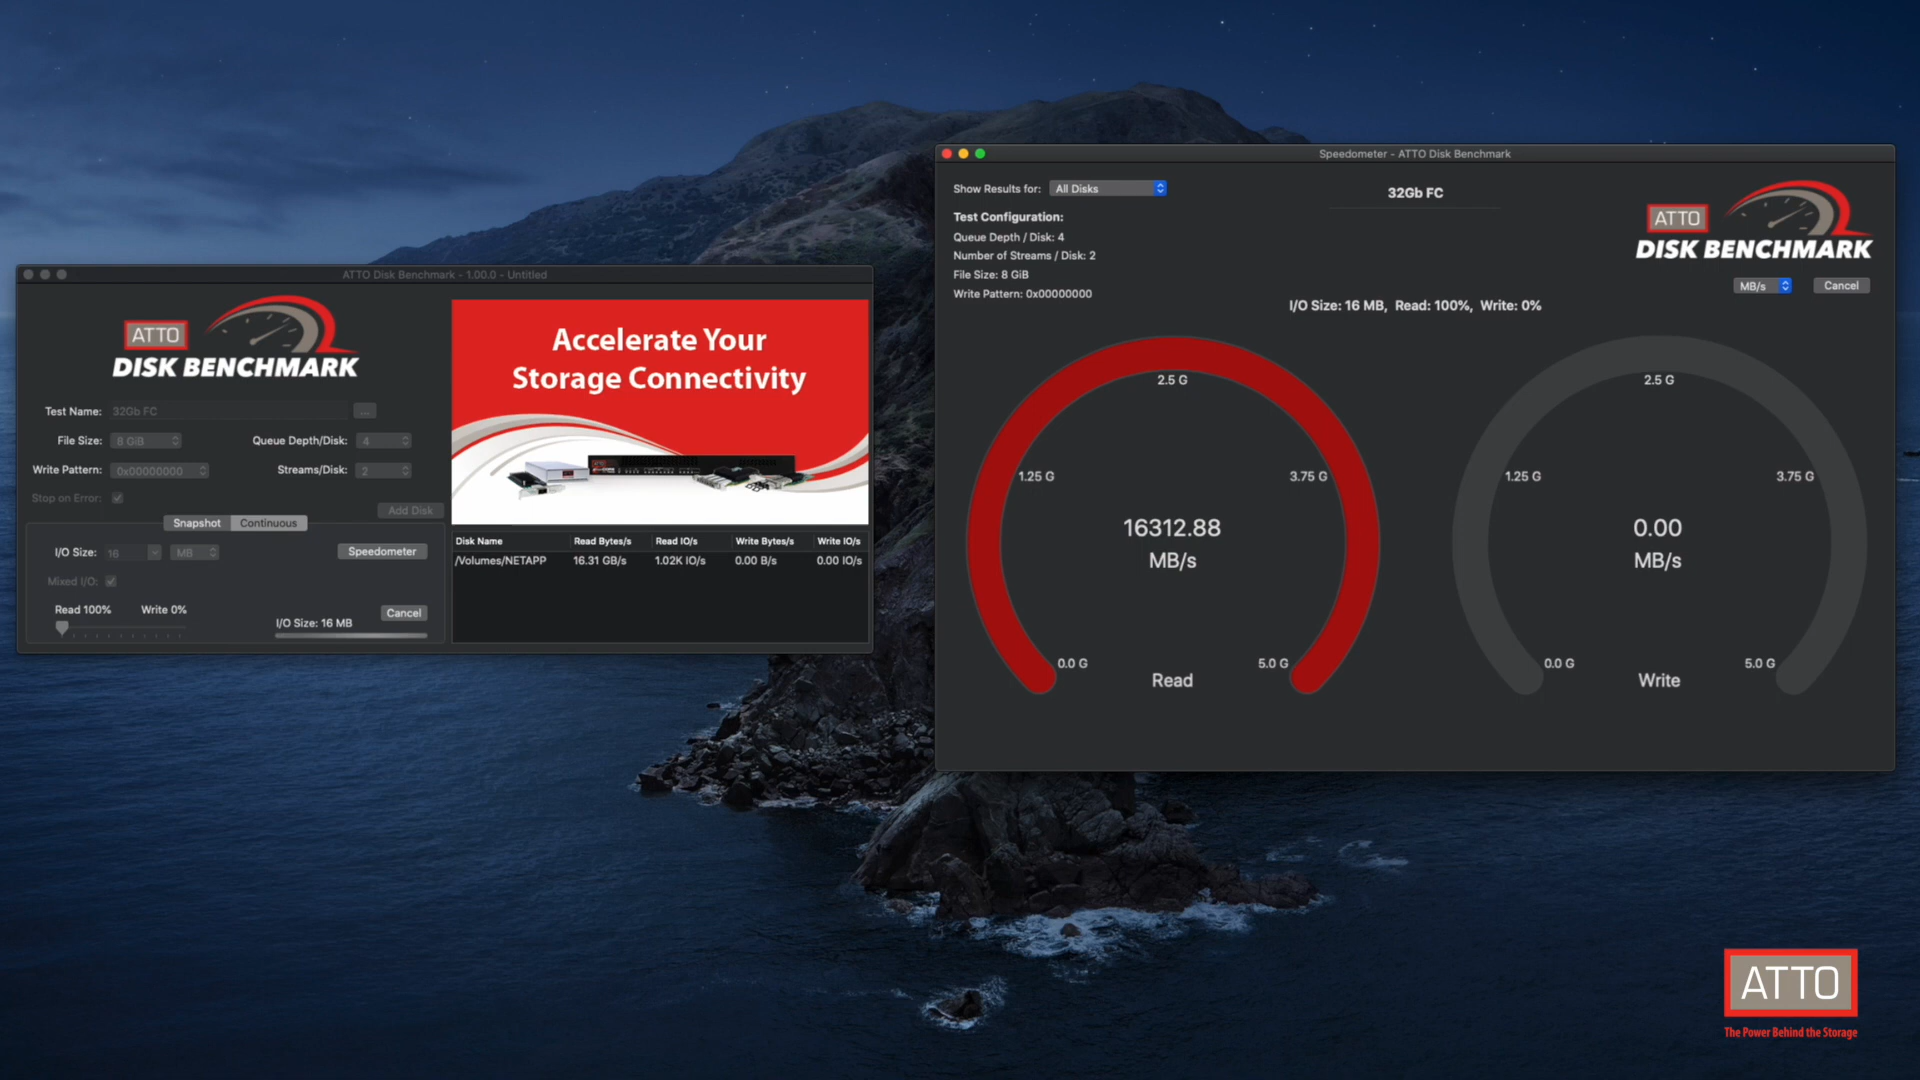 ATTO Disk Benchmark - 1.00.0 - Untitled
ATTO
DISK BENCHMARK
Test Name: 32Gb FC ...
File Size: 8 GiB Queue Depth/Disk: 4
Write Pattern: 0x00000000 Streams/Disk: 2
Stop on Error:
Add Disk
Snapshot Continuous
I/O Size: 16 MB Speedometer
Mixed I/O:
Read 100% Write 0%
Cancel
I/O Size: 16 MB
Accelerate Your
Storage Connectivity
Disk Name Read Bytes/s Read IO/s Write Bytes/s Write IO/s
/Volumes/NETAPP 16.31 GB/s 1.02K IO/s 0.00 B/s 0.00 IO/s
Speedometer - ATTO Disk Benchmark
Show Results for: All Disks
32Gb FC
Test Configuration:
Queue Depth / Disk: 4
Number of Streams / Disk: 2
File Size: 8 GiB
Write Pattern: 0x00000000
ATTO
DISK BENCHMARK
MB/s Cancel
I/O Size: 16 MB, Read: 100%, Write: 0%
2.5 G
1.25 G 3.75 G
16312.88
MB/s
0.0 G 5.0 G
Read
2.5 G
1.25 G 3.75 G
0.00
MB/s
0.0 G 5.0 G
Write
ATTO
The Power Behind the Storage